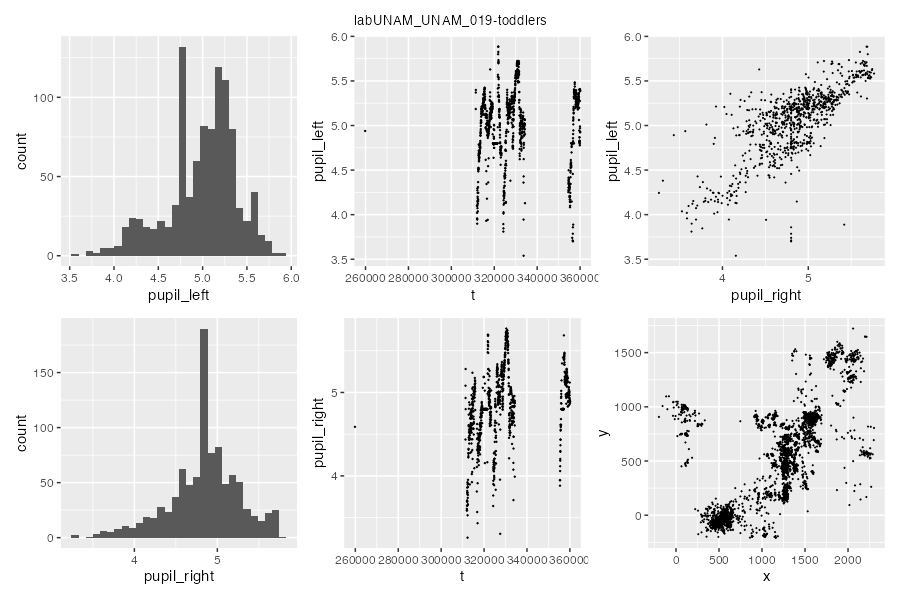 labUNAM_UNAM_019-toddlers
count
100
50
0
3.5 4.0 4.5 5.0 5.5 6.0
pupil_left
pupil_left
6.0
5.5
5.0
4.5
4.0
3.5
260000 280000 300000 320000 340000 360000
t
pupil_left
6.0
5.5
5.0
4.5
4.0
3.5
4 5
pupil_right
count
150
100
50
0
4 5
pupil_right
pupil_right
5
4
260000 280000 300000 320000 340000 360000
t
y
1500
1000
500
0
0 500 1000 1500 2000
x